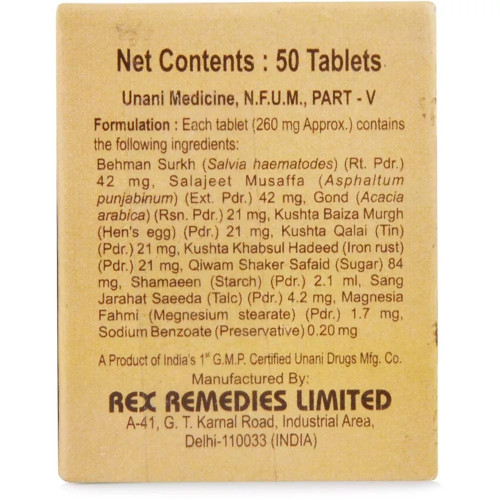 Net Contents : 50 Tablets
Unani Medicine, N.F.U.M., PART - V
Formulation : Each tablet (260 mg Approx.) contains
the following ingredients:
Behman Surkh (Salvia haematodes) (Rt. Pdr.)
42 mg, Salajeet Musaffa (Asphaltum
punjabinum) (Ext. Pdr.) 42 mg, Gond (Acacia
arabica) (Rsn. Pdr.) 21 mg, Kushta Baiza Murgh
(Hen's egg) (Pdr.) 21 mg, Kushta Qalai (Tin)
(Pdr.) 21 mg, Kushta Khabsul Hadeed (Iron rust)
(Pdr.) 21 mg, Qiwam Shaker Safaid (Sugar) 84
mg, Shamaeen (Starch) (Pdr.) 2.1 ml, Sang
Jarahat Saeeda (Talc) (Pdr.) 4.2 mg, Magnesia
Fahmi (Megnesium stearate) (Pdr.) 1.7 mg,
Sodium Benzoate (Preservative) 0.20 mg
A Product of India's 1st G.M.P. Certified Unani Drugs Mfg. Co.
Manufactured By:
REX REMEDIES LIMITED
A-41, G. T. Karnal Road, Industrial Area,
Delhi-110033 (INDIA)